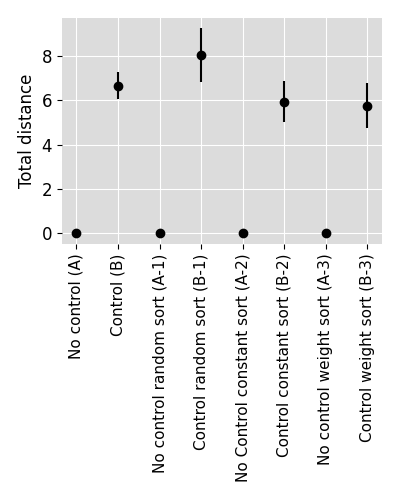 Total distance
8
6
4
2
0
No control (A)
Control (B)
No control random sort (A-1)
Control random sort (B-1)
No Control constant sort (A-2)
Control constant sort (B-2)
No control weight sort (A-3)
Control weight sort (B-3)